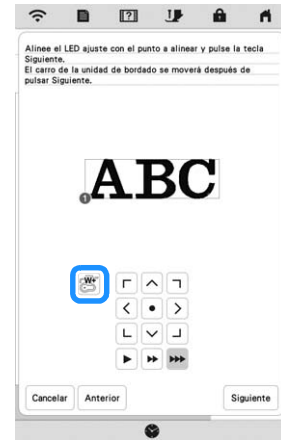 Alinee el LED ajuste con el punto a alinear y pulse la tecla
Siguiente.
El carro de la unidad de bordado se moverá después de
pulsar Siguiente.
ABC
1
W+
Cancelar Anterior Siguiente